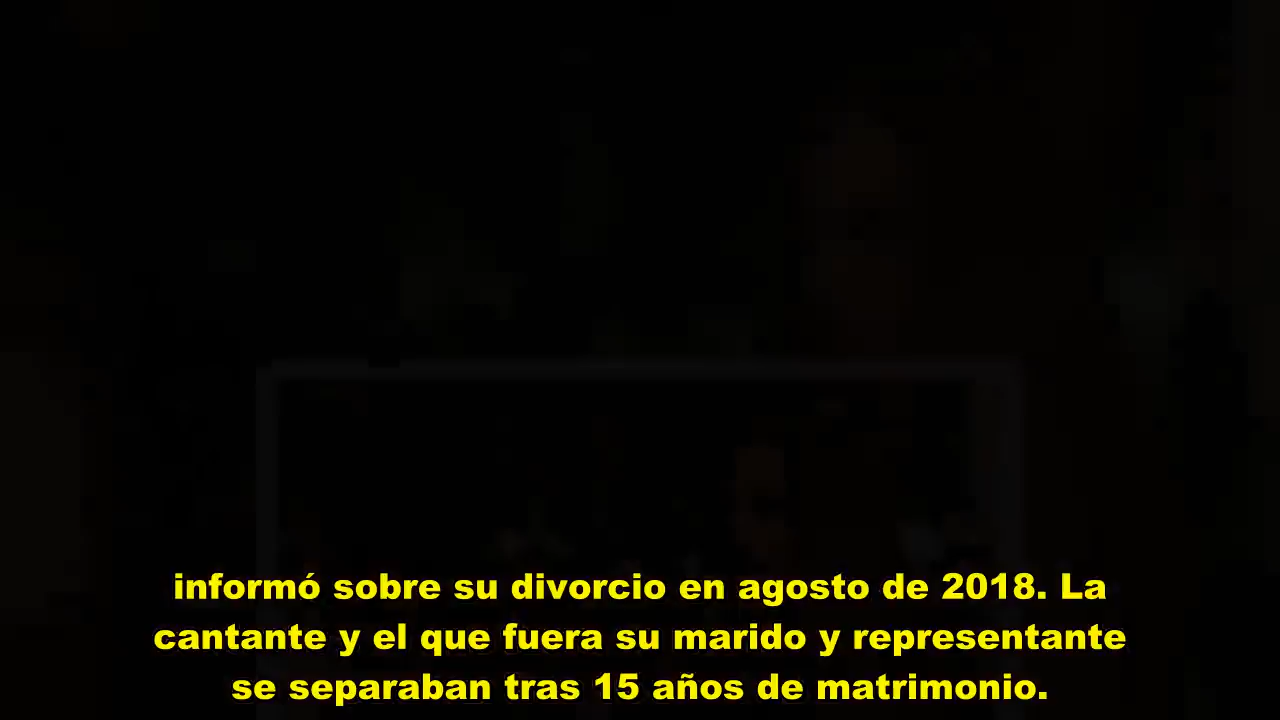 informó sobre su divorcio en agosto de 2018. La
cantante y el que fuera su marido y representante
se separaban tras 15 años de matrimonio.